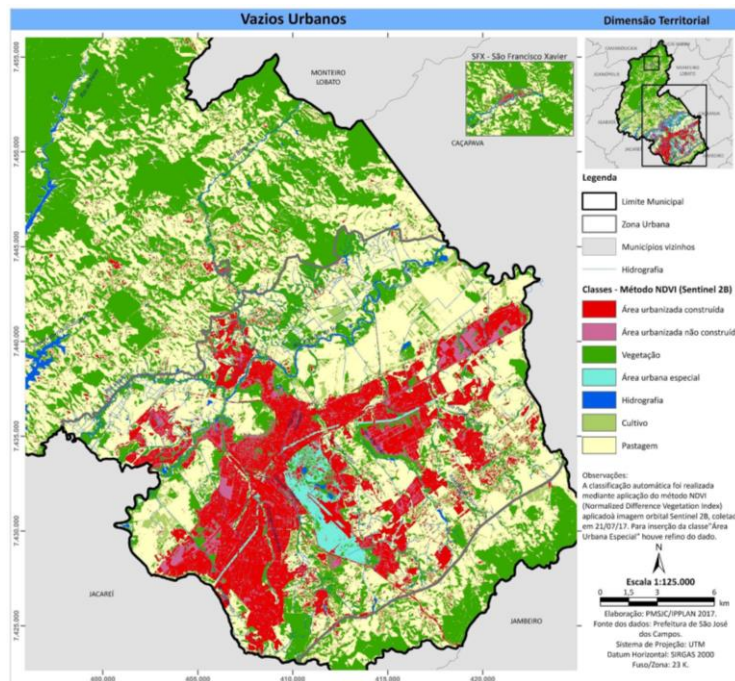 Vazios Urbanos
Dimensão Territorial
7.455.000
7.450.000
7.445.000
7.440.000
7.435.000
7.430.000
7.425.000
MONTEIRO
LOBATO
SFX - São Francisco Xavier
CAÇAPAVA
JACAREÍ
JAMBEIRO
400.000
405.000
410.000
415.000
420.000
Legenda
Limite Municipal
Zona Urbana
Municípios vizinhos
Hidrografia
Classes - Método NDVI (Sentinel 2B)
Área urbanizada construída
Área urbanizada não construíd
Vegetação
Área urbana especial
Hidrografia
Cultivo
Pastagem
Observações:
A classificação automática foi realizada
mediante aplicação do método NDVI
(Normalized Difference Vegetation Index)
aplicadoà imagem orbital Sentinel 2B, coletad
em 21/07/17. Para inserção da classe"Área
Urbana Especial" houve refino do dado.
N
Escala 1:125.000
0 1,5 3 6
km
Elaboração: PMSJC/IPPLAN 2017.
Fonte dos dados: Prefeitura de São José
dos Campos.
Sistema de Projeção: UTM
Datum Horizontal: SIRGAS 2000
Fuso/Zona: 23 K.